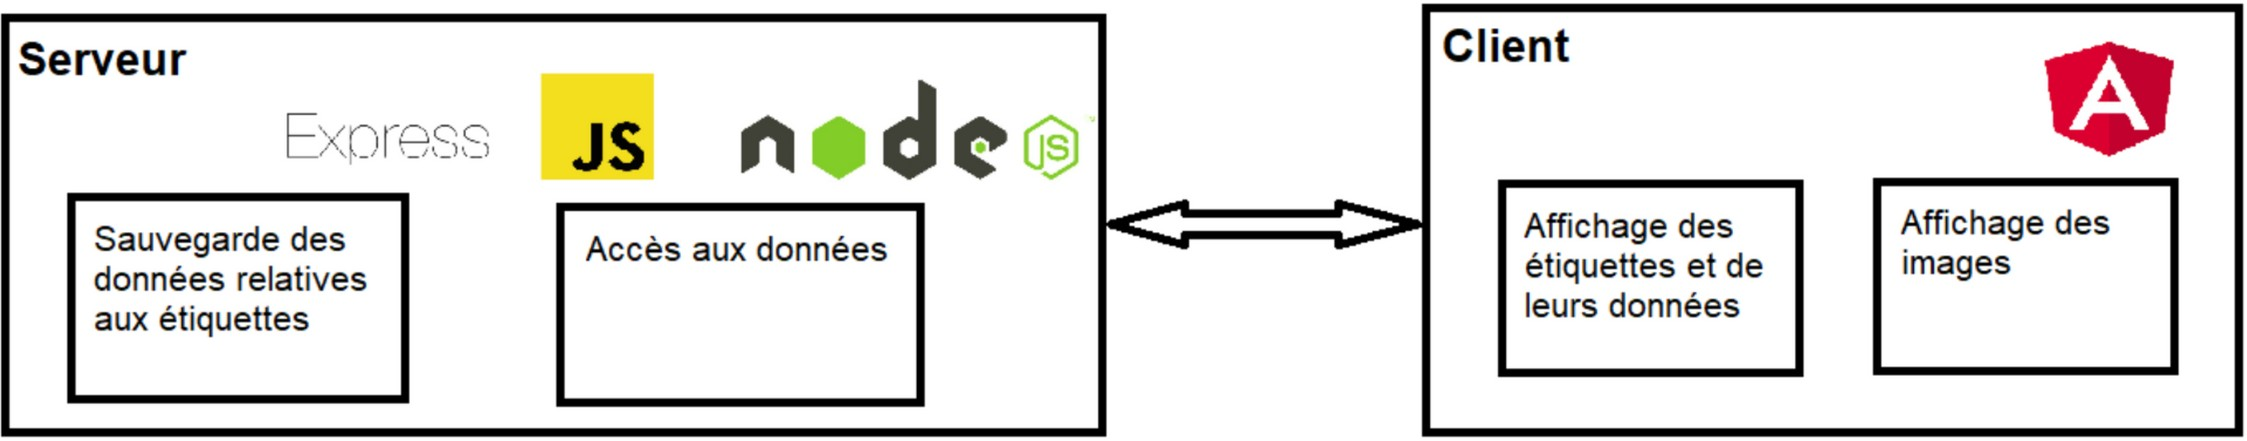 Serveur
Express
JS
node
JS
Sauvegarde des
données relatives
aux étiquettes
Accès aux données
Client
A
Affichage des
étiquettes et de
leurs données
Affichage des
images